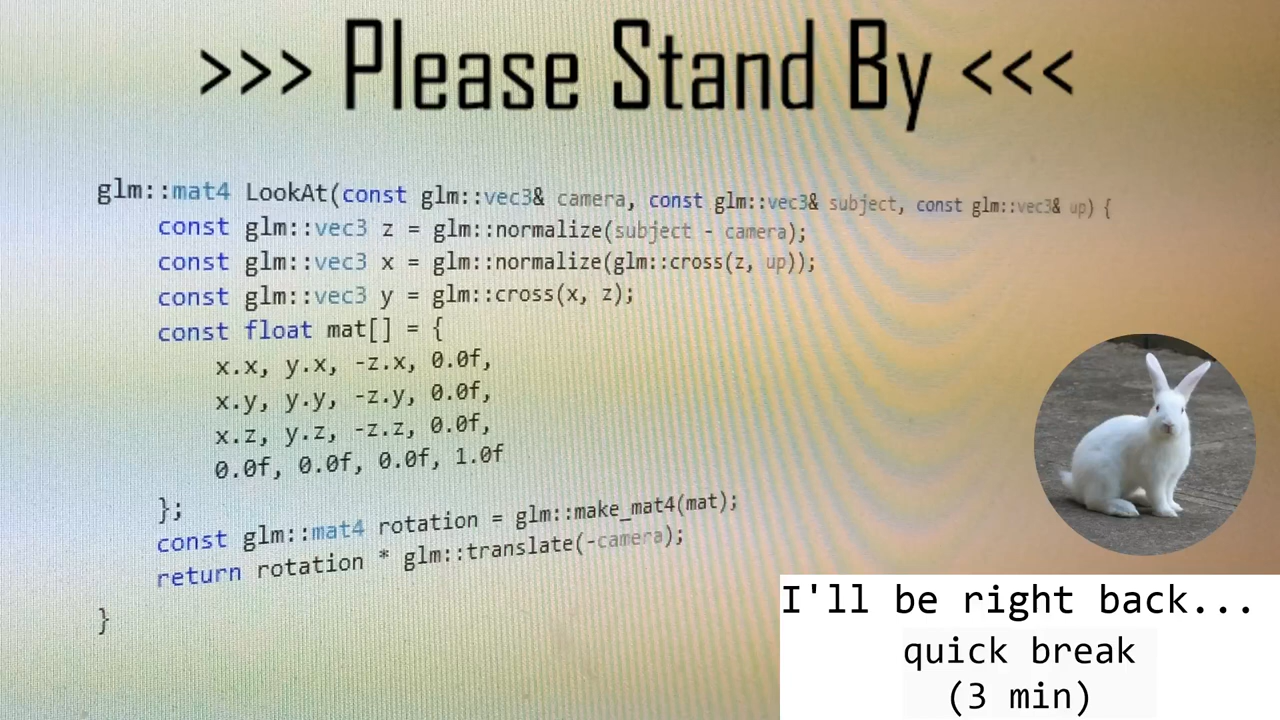 >>> Please Stand By <<<
glm::mat4 LookAt(const glm::vec3& camera, const glm::vec3& subject, const glm::vec3& up) {
const glm::vec3 z = glm::normalize(subject - camera);
const glm::vec3 x = glm::normalize(glm::cross(z, up));
const glm::vec3 y = glm::cross(x, z);
const float mat[] = {
x.x, y.x, -z.x, 0.0f,
x.y, y.y, -z.y, 0.0f,
x.z, y.z, -z.z, 0.0f,
0.0f, 0.0f, 0.0f, 1.0f
};
const glm::mat4 rotation = glm::make_mat4(mat);
return rotation * glm::translate(-camera);
}
I'll be right back...
quick break
(3 min)